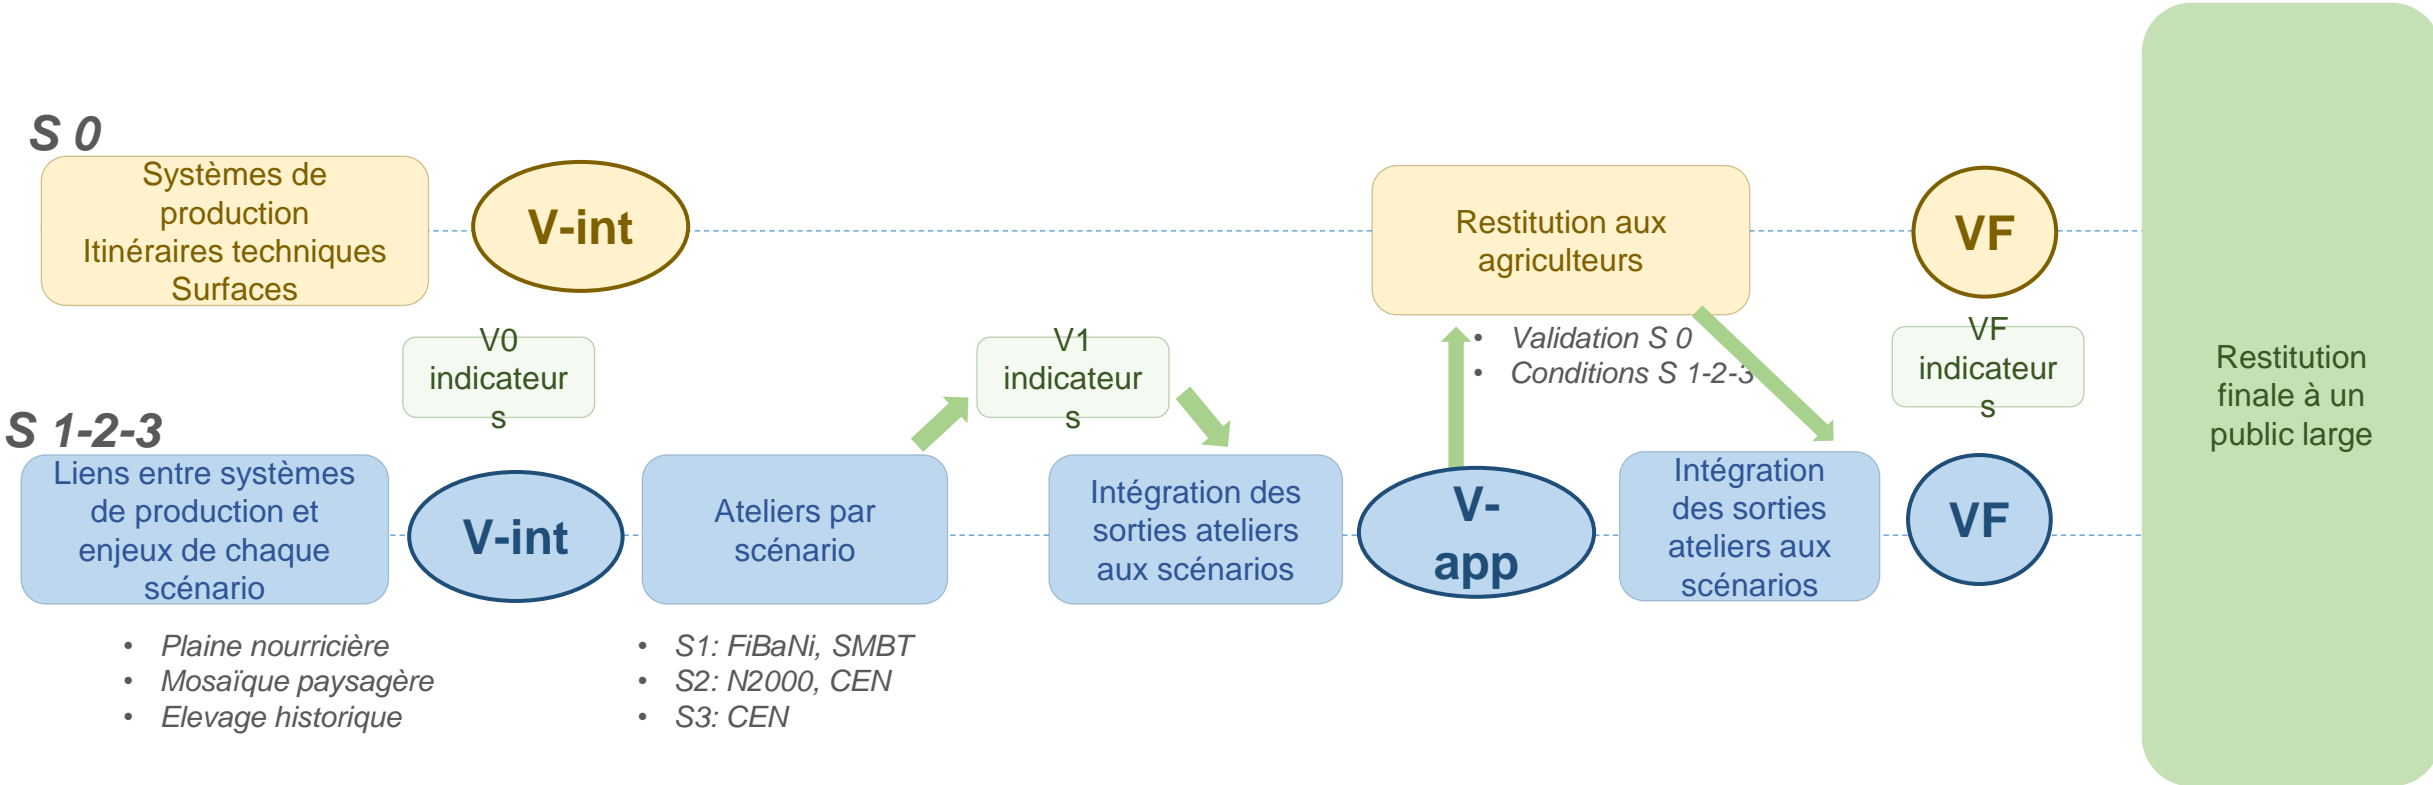 S 0
Systèmes de
production
Itinéraires techniques
Surfaces
V-int
Restitution aux
agriculteurs
VF
• Validation S 0
• Conditions S 1-2-3
V0
indicateur
s
V1
indicateur
s
VF
indicateur
s
S 1-2-3
Liens entre systèmes
de production et
enjeux de chaque
scénario
V-int
Ateliers par
scénario
Intégration des
sorties ateliers
aux scénarios
V-
app
Intégration
des sorties
ateliers aux
scénarios
VF
• Plaine nourricière
• Mosaïque paysagère
• Elevage historique
• S1: FiBaNi, SMBT
• S2: N2000, CEN
• S3: CEN
Restitution
finale à un
public large